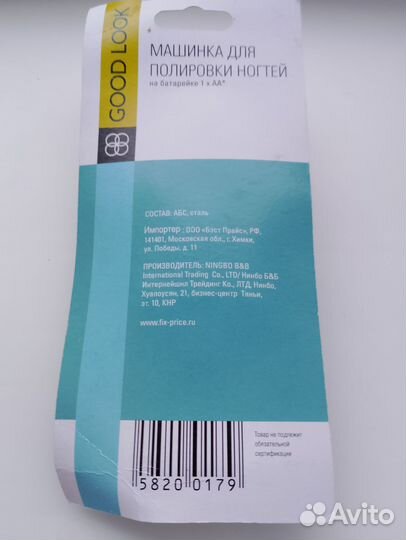 GOOD LOOK
МАШИНКА ДЛЯ
ПОЛИРОВКИ НОГТЕЙ
на батарейке 1 x AA*
СОСТАВ: АБС, сталь
Импортер : ООО «Бэст Прайс», РФ,
141401, Московская обл., г. Химки,
ул. Победы, д. 11
ПРОИЗВОДИТЕЛЬ: NINGBO B&B
International Trading Co., LTD/ Нинбо Б&Б
Интернейшнл Трейдинг Ко., ЛТД, Нинбо,
Хувлоусян, 21, бизнес-центр Тяньи,
эт. 10, КНР
www.fix-price.ru
Товар не подлежит
обязательной
сертификации
5820 0179
Avito